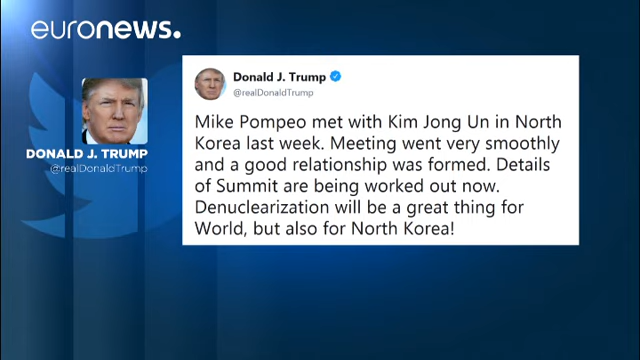 euronews.
DONALD J. TRUMP
@realDonaldTrump
Donald J. Trump
@realDonaldTrump
Mike Pompeo met with Kim Jong Un in North
Korea last week. Meeting went very smoothly
and a good relationship was formed. Details
of Summit are being worked out now.
Denuclearization will be a great thing for
World, but also for North Korea!